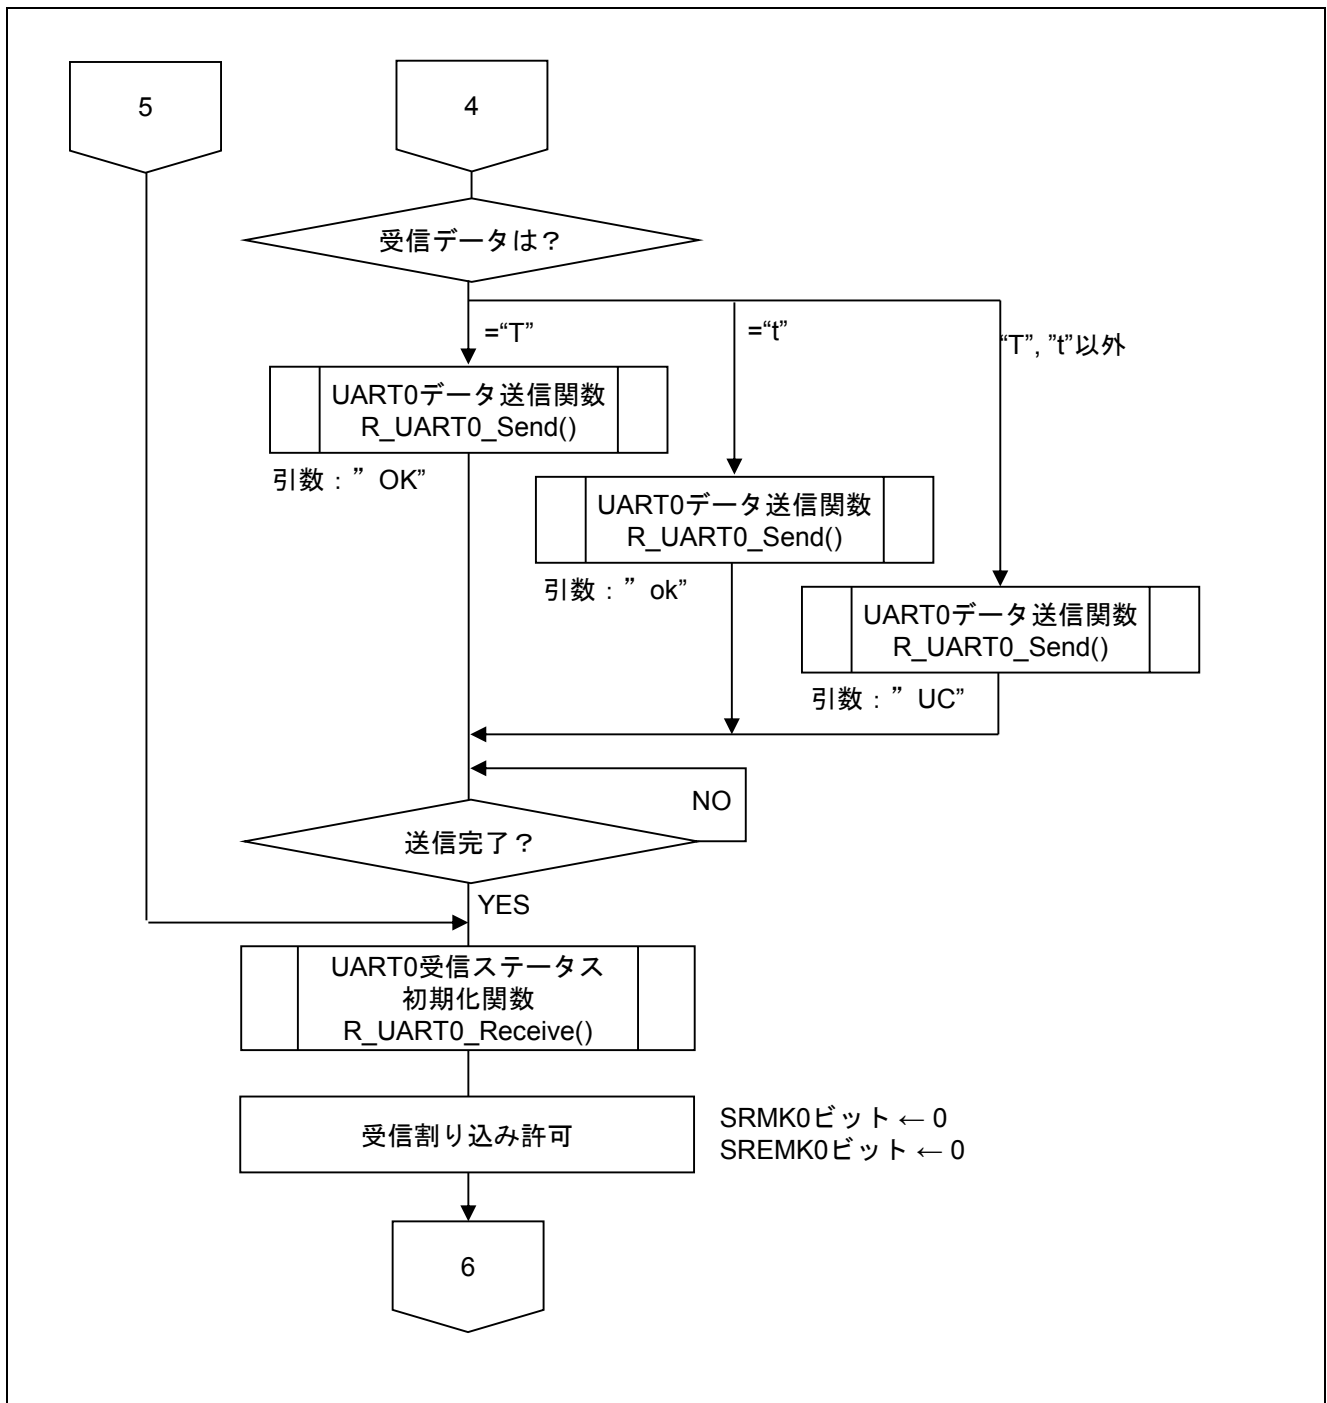 5
4
受信データは？
=“T”
=“t”
“T”, ”t”以外
UART0データ送信関数
R_UART0_Send()
引数：”OK”
UART0データ送信関数
R_UART0_Send()
引数：”ok”
UART0データ送信関数
R_UART0_Send()
引数：”UC”
NO
送信完了？
YES
UART0受信ステータス
初期化関数
R_UART0_Receive()
受信割り込み許可
SRMK0ビット ← 0
SREMK0ビット ← 0
6